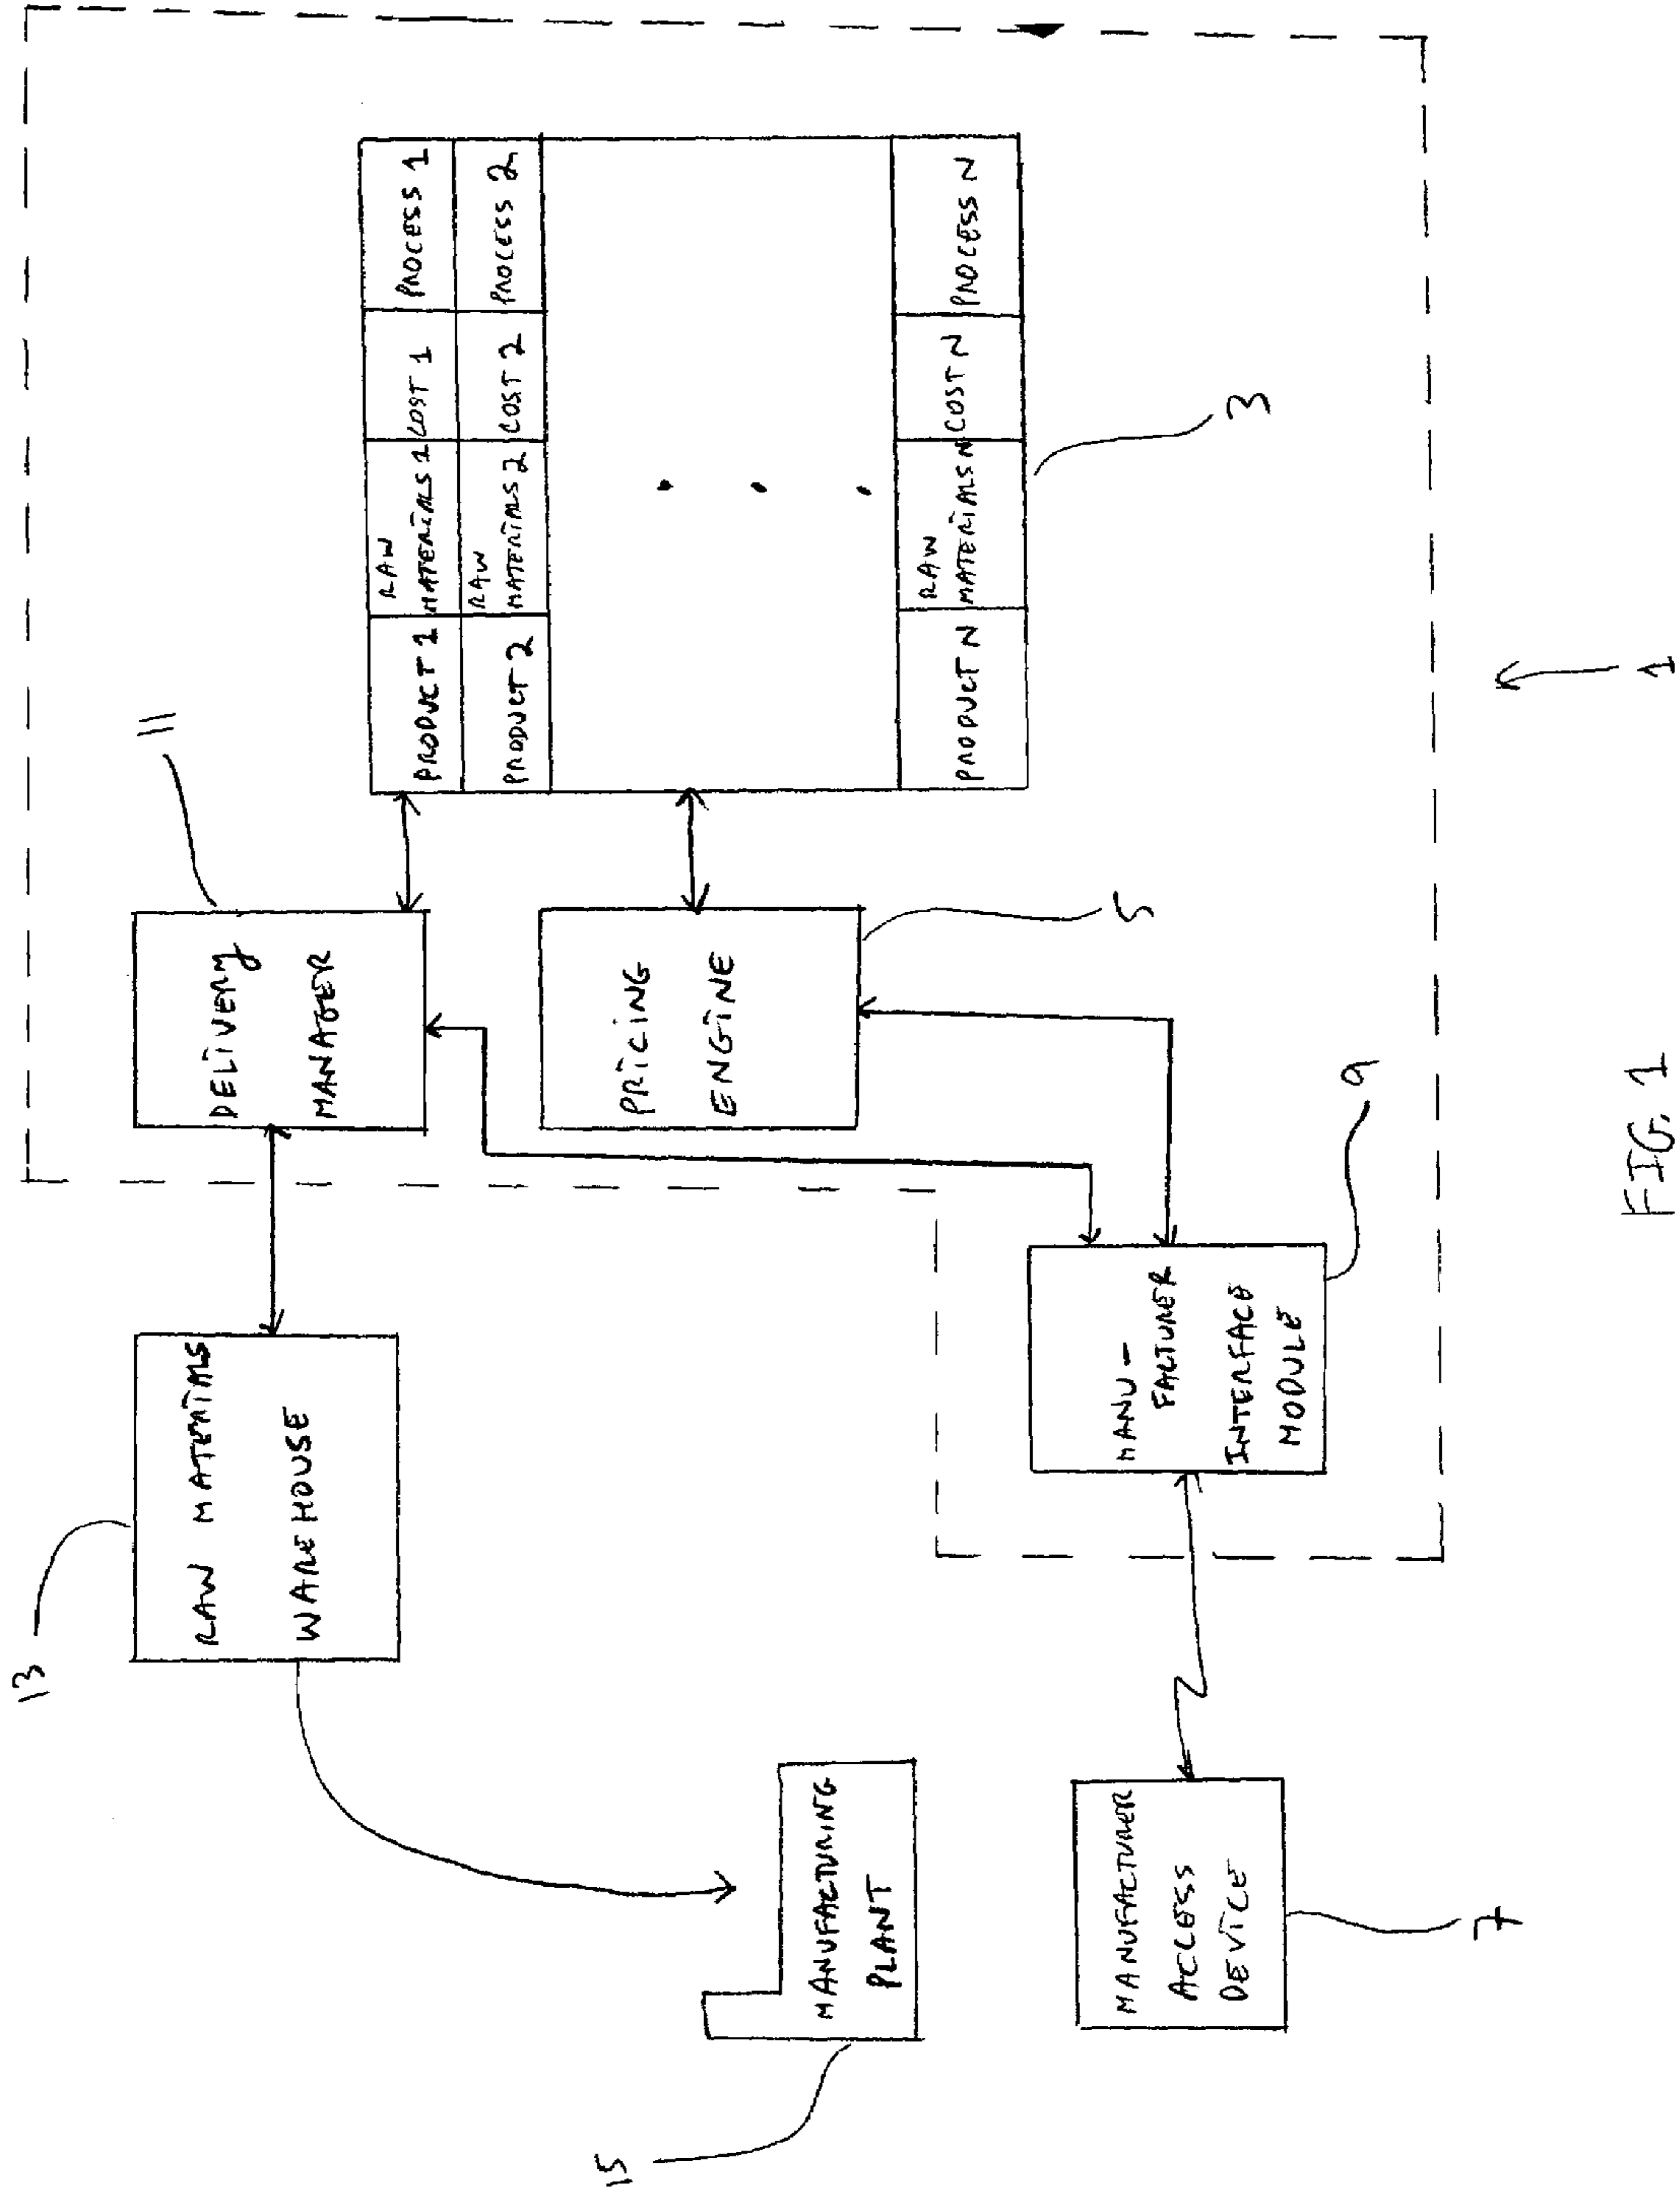 13
RAW MATERIALS
WAREHOUSE
11
DELIVERY
MANAGER
PRODUCT 1
RAW
MATERIALS 1
COST 1
PROCESS 1
PRODUCT 2
RAW
MATERIALS 2
COST 2
PROCESS 2
.
.
.
PRODUCT N
RAW
MATERIALS N
COST N
PROCESS N
3
PRICING
ENGINE
5
15
MANUFACTURING
PLANT
MANUFACTURER
ACCESS
DEVICE
7
MANU-
FACTURER
INTERFACE
MODULE
9
1
FIG. 1